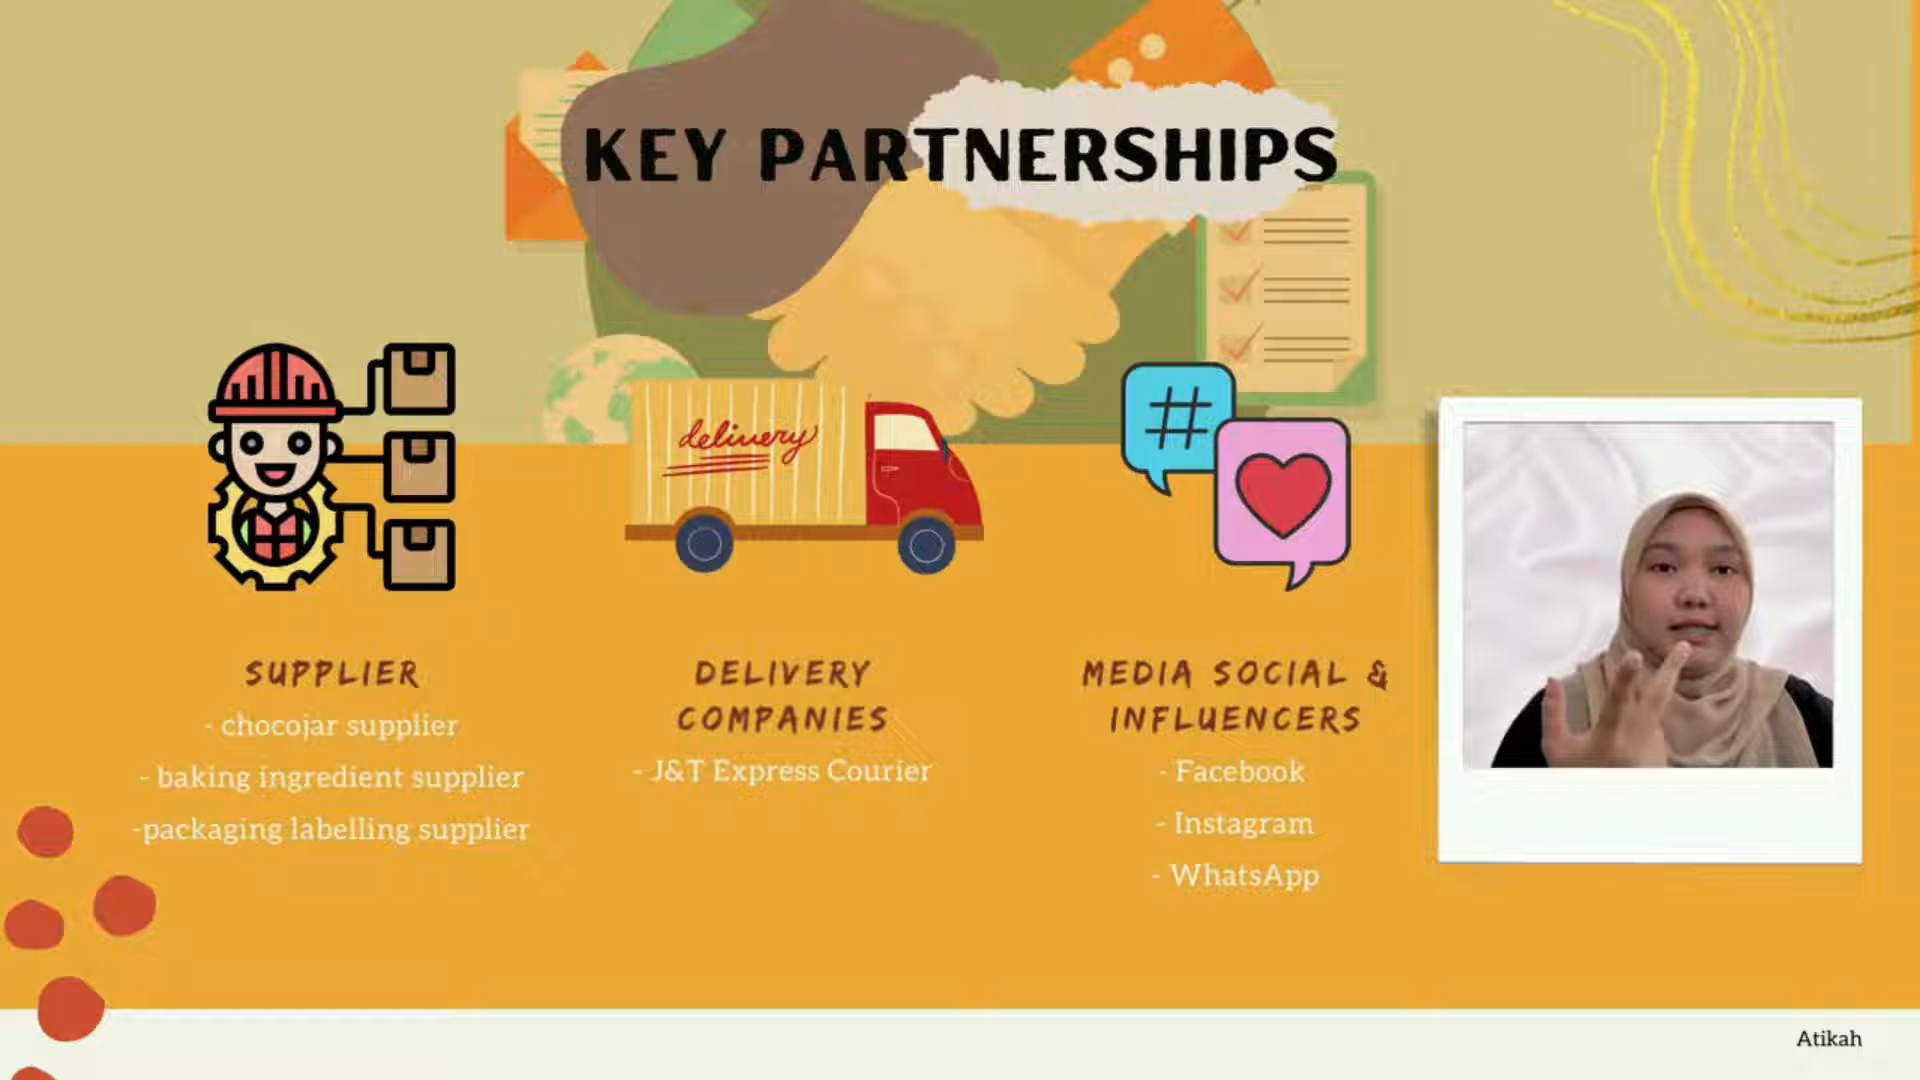 KEY PARTNERSHIPS
delivery
#
SUPPLIER
- chocojar supplier
- baking ingredient supplier
-packaging labelling supplier
DELIVERY
COMPANIES
- J&T Express Courier
MEDIA SOCIAL &
INFLUENCERS
- Facebook
- Instagram
- WhatsApp
Atikah